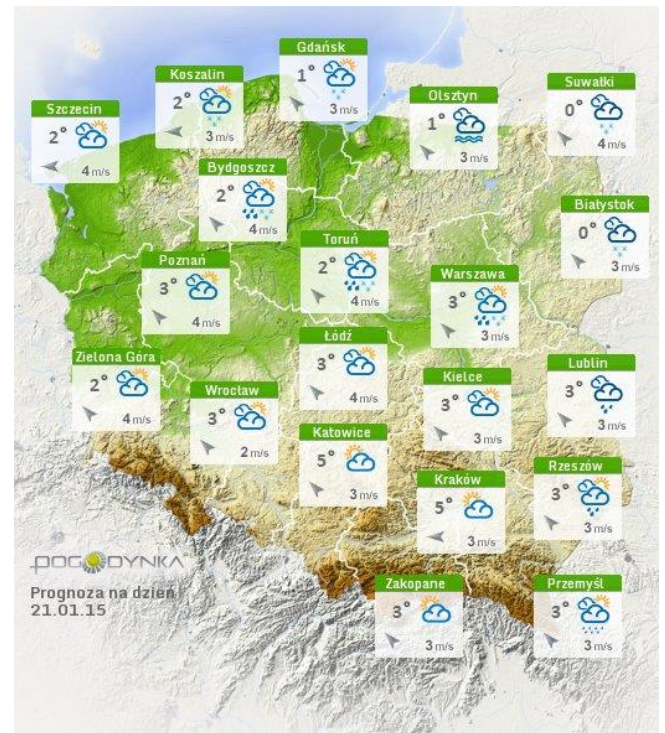 Gdańsk
1°
3 m/s
Koszalin
2°
3 m/s
Szczecin
2°
4 m/s
Olsztyn
1°
3 m/s
Suwałki
0°
4 m/s
Bydgoszcz
2°
4 m/s
Białystok
0°
3 m/s
Toruń
2°
4 m/s
Poznań
3°
4 m/s
Warszawa
3°
3 m/s
Łódź
3°
4 m/s
Zielona Góra
2°
4 m/s
Wrocław
3°
2 m/s
Kielce
3°
3 m/s
Lublin
3°
3 m/s
Katowice
5°
3 m/s
Kraków
5°
3 m/s
Rzeszów
3°
3 m/s
POGODYNKA
Prognoza na dzień
21.01.15
Zakopane
3°
3 m/s
Przemyśl
3°
3 m/s